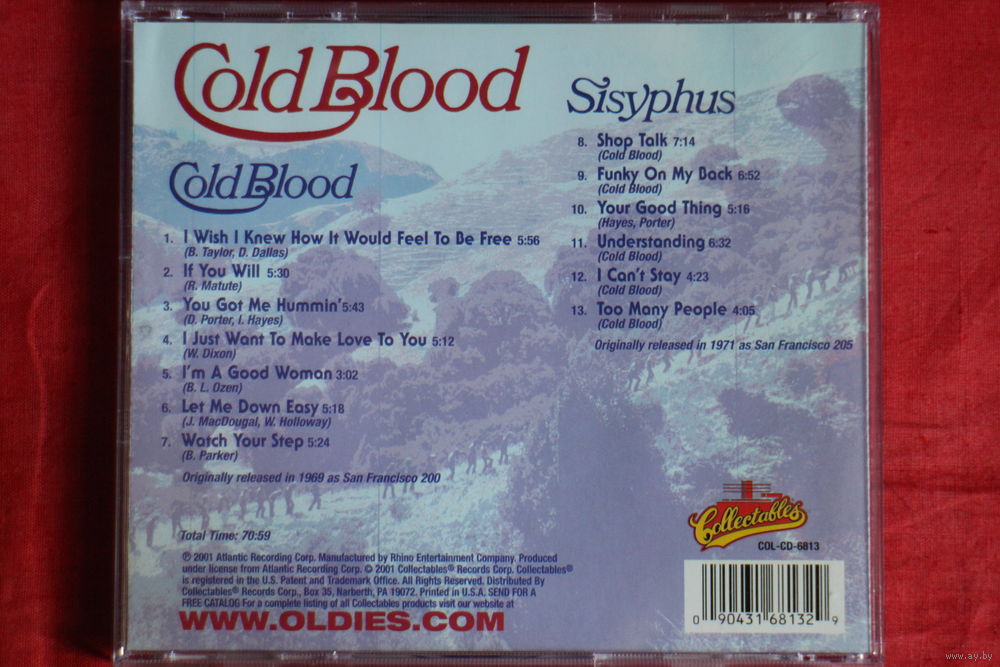 Cold Blood
Cold Blood
1. I Wish I Knew How It Would Feel To Be Free 5:56
(B. Taylor, D. Dallas)
2. If You Will 5:30
(R. Matute)
3. You Got Me Hummin' 5:43
(D. Porter, I. Hayes)
4. I Just Want To Make Love To You 5:12
(W. Dixon)
5. I'm A Good Woman 3:02
(B. L. Ozen)
6. Let Me Down Easy 5:18
(J. MacDougal, W. Holloway)
7. Watch Your Step 5:24
(B. Parker)
Originally released in 1969 as San Francisco 200
Sisyphus
8. Shop Talk 7:14
(Cold Blood)
9. Funky On My Back 6:52
(Cold Blood)
10. Your Good Thing 5:16
(Hayes, Porter)
11. Understanding 6:32
(Cold Blood)
12. I Can't Stay 4:23
(Cold Blood)
13. Too Many People 4:05
(Cold Blood)
Originally released in 1971 as San Francisco 205
Total Time: 70:59
℗ 2001 Atlantic Recording Corp. Manufactured by Rhino Entertainment Company. Produced
under license from Atlantic Recording Corp. © 2001 Collectables® Records Corp. Collectables®
is registered in the U.S. Patent and Trademark Office. All Rights Reserved. Distributed By
Collectables® Records Corp., Box 35, Narberth, PA 19072. Printed in U.S.A. SEND FOR A
FREE CATALOG For a complete listing of all Collectables products visit our website at
WWW.OLDIES.COM
Collectables
COL-CD-6813
0 90431 68132 9
www.ay.by